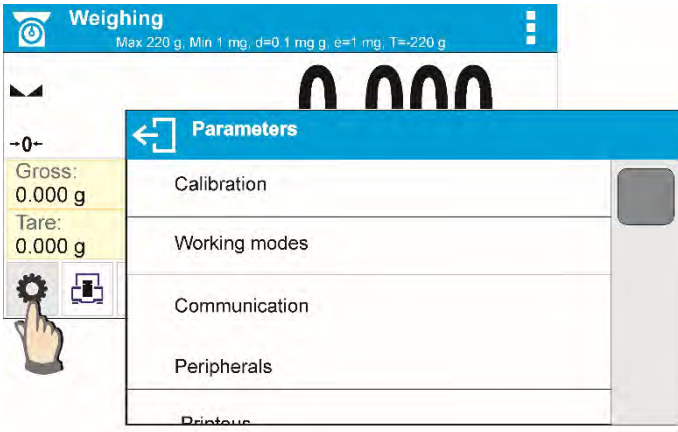 Weighing
Max 220 g, Min 1 mg, d=0.1 mg g, e=1 mg, T=-220 g
0.000
→0←
Gross:
0.000 g
Tare:
0.000 g
Parameters
Calibration
Working modes
Communication
Peripherals